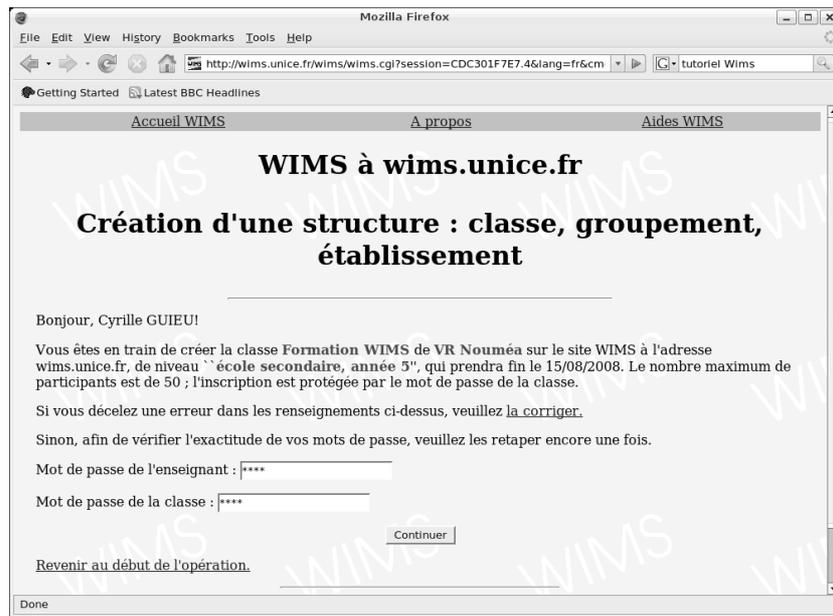 Mozilla Firefox
File Edit View History Bookmarks Tools Help
http://wims.unice.fr/wims/wims.cgi?session=CDC301F7E7.4&lang=fr&cm
G tutoriel Wims
Getting Started Latest BBC Headlines
Accueil WIMS A propos Aides WIMS
WIMS à wims.unice.fr
Création d'une structure : classe, groupement,
établissement
Bonjour, Cyrille GUIEU!
Vous êtes en train de créer la classe Formation WIMS de VR Nouméa sur le site WIMS à l'adresse
wims.unice.fr, de niveau ``école secondaire, année 5'', qui prendra fin le 15/08/2008. Le nombre maximum de
participants est de 50 ; l'inscription est protégée par le mot de passe de la classe.
Si vous décelez une erreur dans les renseignements ci-dessus, veuillez la corriger.
Sinon, afin de vérifier l'exactitude de vos mots de passe, veuillez les retaper encore une fois.
Mot de passe de l'enseignant : ****
Mot de passe de la classe : ****
Continuer
Revenir au début de l'opération.
Done